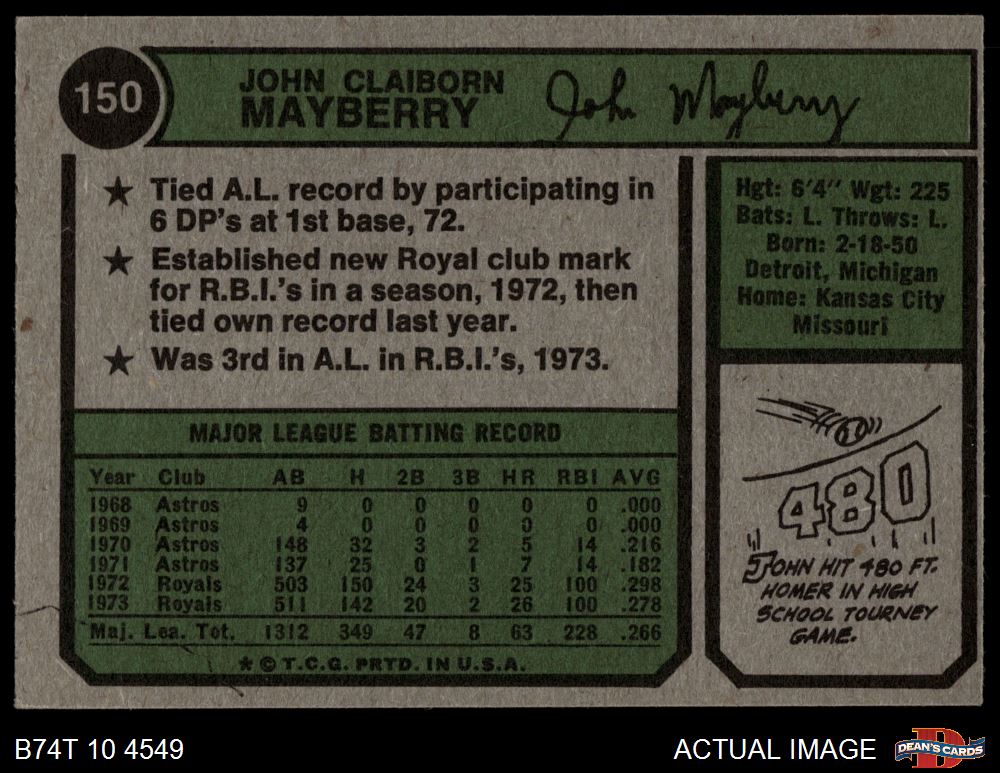 150
JOHN CLAIBORN
MAYBERRY
John Mayberry
★ Tied A.L. record by participating in
6 DP's at 1st base, 72.
★ Established new Royal club mark
for R.B.I.'s in a season, 1972, then
tied own record last year.
★ Was 3rd in A.L. in R.B.I.'s, 1973.
Hgt: 6'4" Wgt: 225
Bats: L. Throws: L.
Born: 2-18-50
Detroit, Michigan
Home: Kansas City
Missouri
MAJOR LEAGUE BATTING RECORD
Year Club AB H 2B 3B HR RBI AVG
1968 Astros 9 0 0 0 0 0 .000
1969 Astros 4 0 0 0 0 0 .000
1970 Astros 148 32 3 2 5 14 .216
1971 Astros 137 25 0 1 7 14 .182
1972 Royals 503 150 24 3 25 100 .298
1973 Royals 511 142 20 2 26 100 .278
Maj. Lea. Tot. 1312 349 47 8 63 228 .266
★ © T.C.G. PRTD. IN U.S.A.
480
JOHN HIT 480 FT.
HOMER IN HIGH
SCHOOL TOURNEY
GAME.
B74T 10 4549
ACTUAL IMAGE
D
DEAN'S CARDS